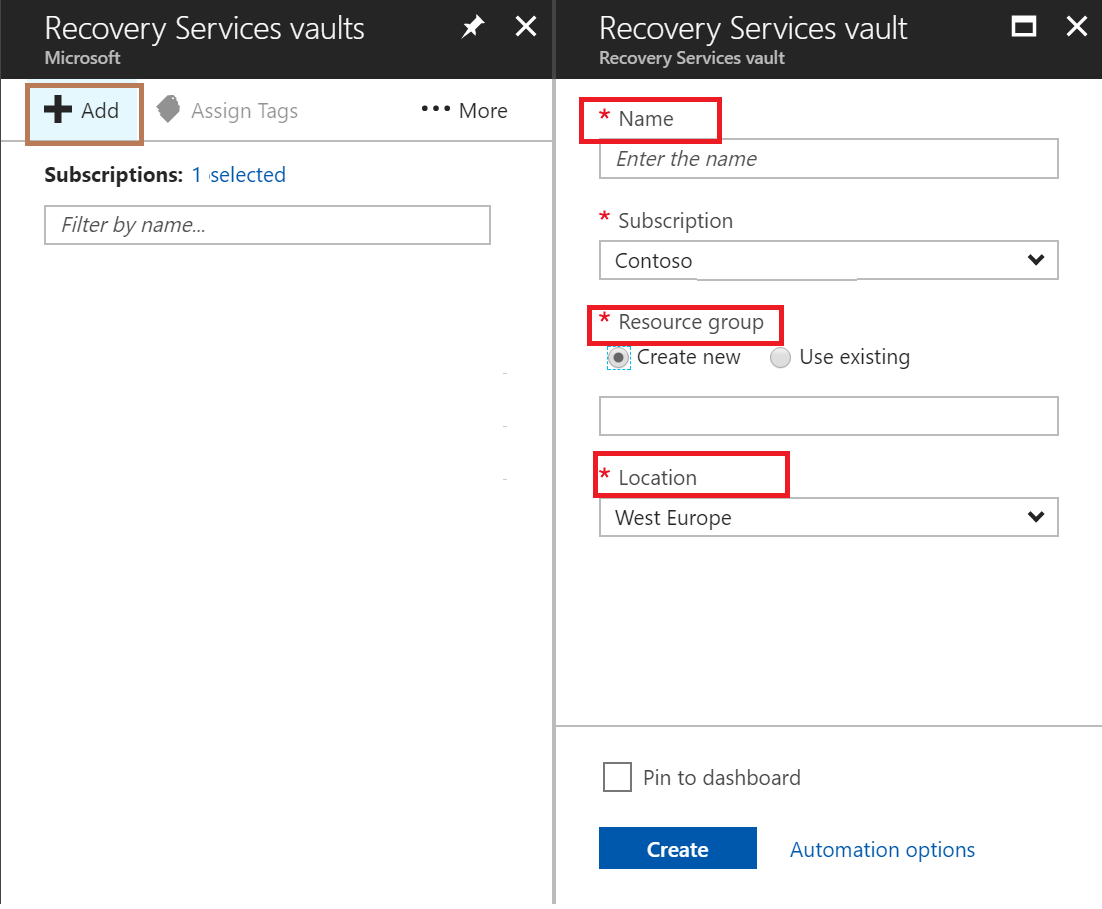 Recovery Services vaults
Microsoft
Add
Assign Tags
More
Subscriptions: 1 selected
Filter by name...
Recovery Services vault
Recovery Services vault
* Name
Enter the name
* Subscription
Contoso
* Resource group
Create new
Use existing
* Location
West Europe
Pin to dashboard
Create
Automation options